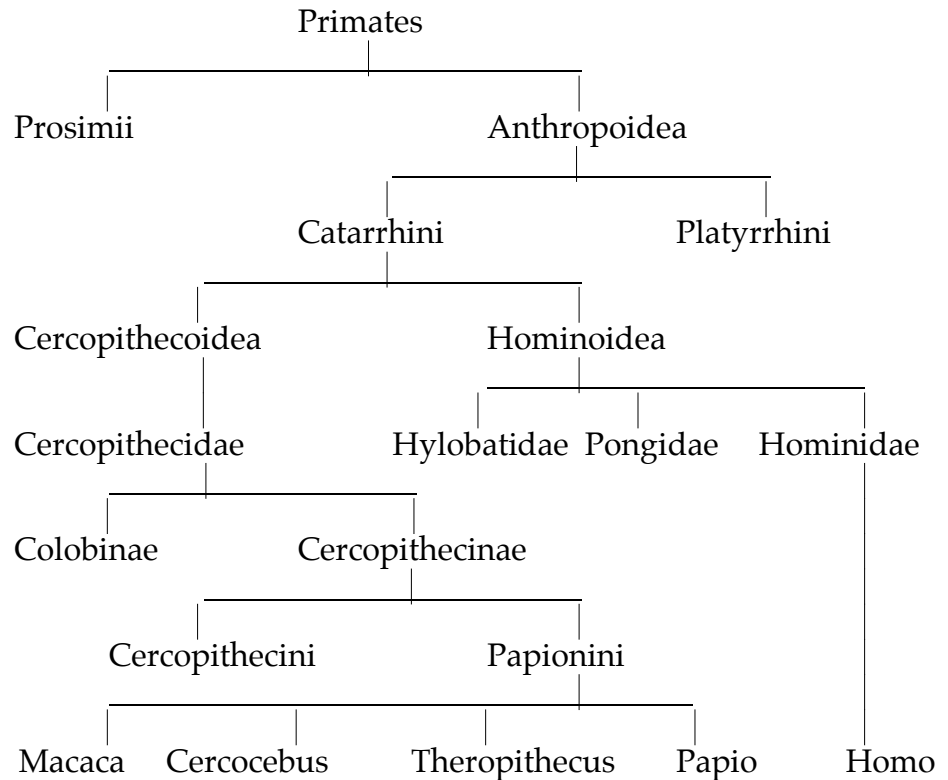 Primates
Prosimii Anthropoidea
Catarrhini Platyrrhini
Cercopithecoidea Hominoidea
Cercopithecidae Hylobatidae Pongidae Hominidae
Colobinae Cercopithecinae
Cercopithecini Papionini
Macaca Cercocebus Theropithecus Papio Homo